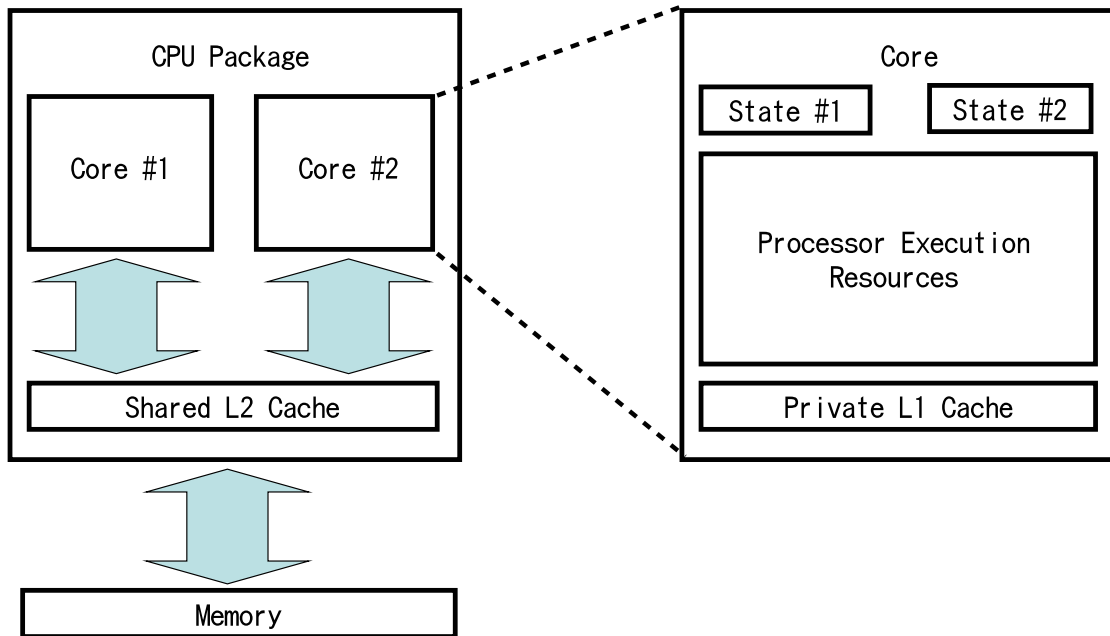 CPU Package
Core #1
Core #2
Shared L2 Cache
Memory
Core
State #1
State #2
Processor Execution
Resources
Private L1 Cache